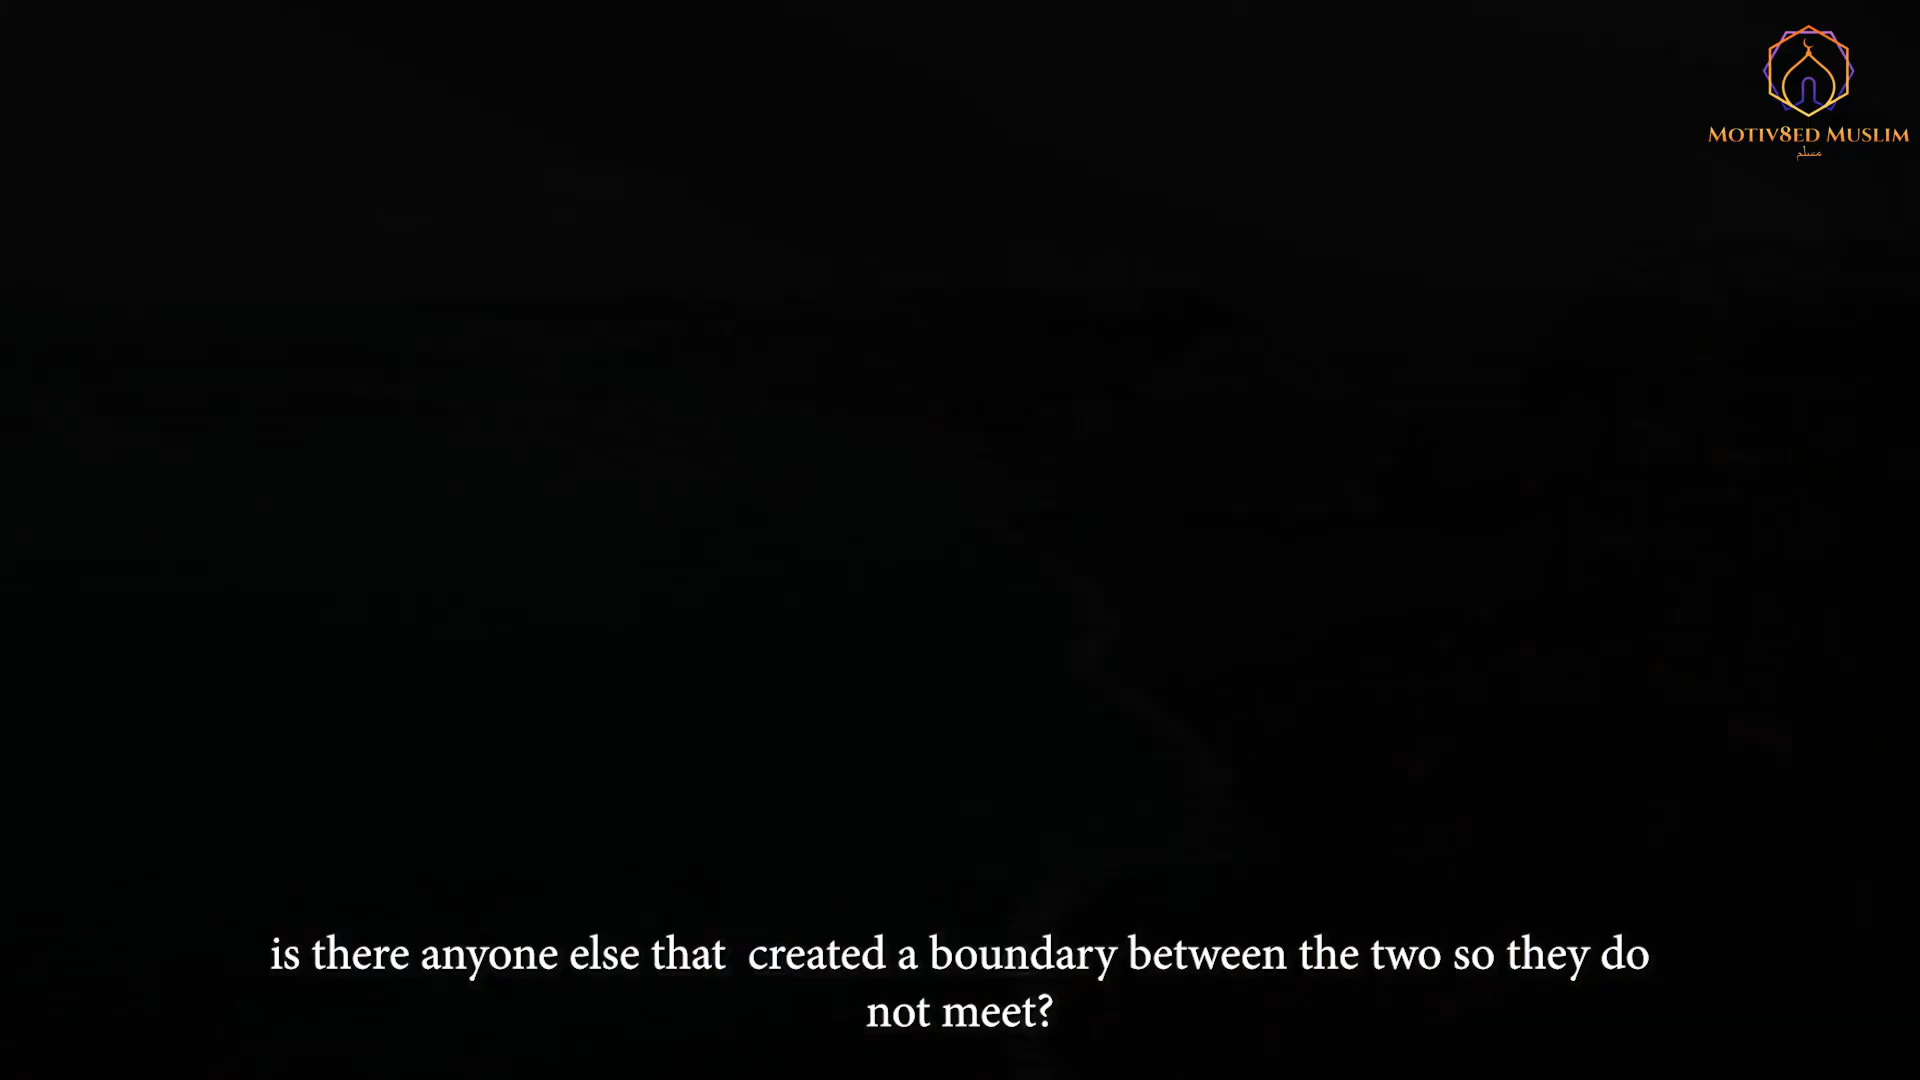 MOTIV8ED MUSLIM
مسلم
is there anyone else that  created a boundary between the two so they do
not meet?